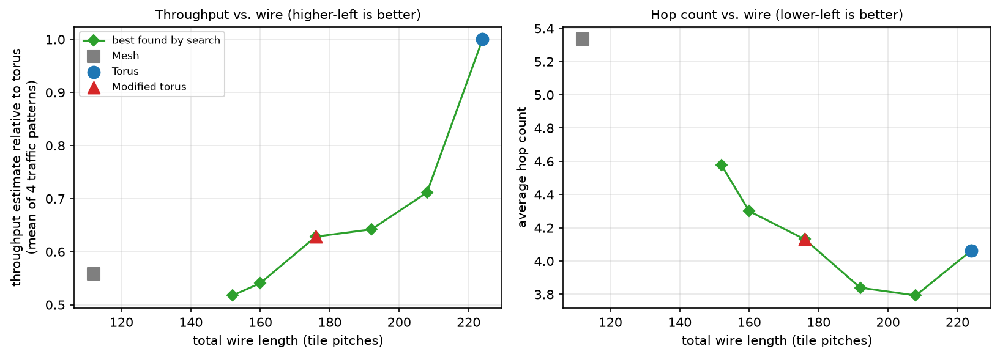 Throughput vs. wire (higher-left is better)
throughput estimate relative to torus
(mean of 4 traffic patterns)
1.0
0.9
0.8
0.7
0.6
0.5
best found by search
Mesh
Torus
Modified torus
120 140 160 180 200 220
total wire length (tile pitches)
Hop count vs. wire (lower-left is better)
average hop count
5.4
5.2
5.0
4.8
4.6
4.4
4.2
4.0
3.8
120 140 160 180 200 220
total wire length (tile pitches)